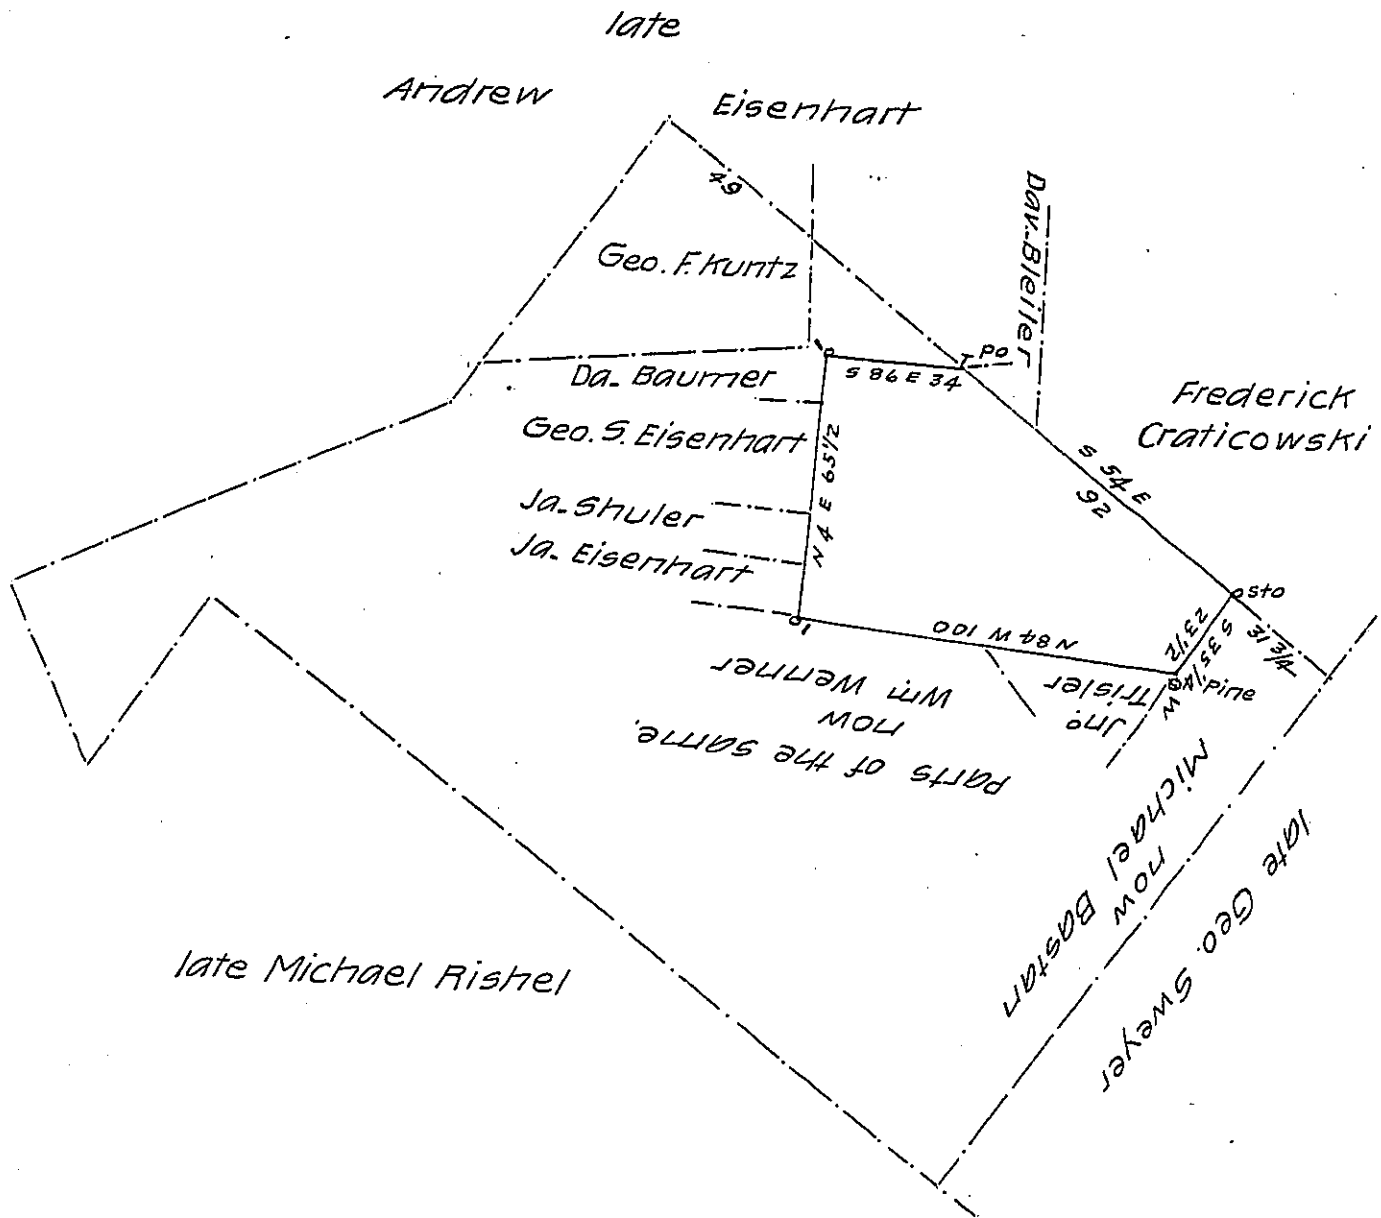 late
Andrew Eisenhart
49
Dav. Bleiler
Geo. F. Kuntz
po
S 86 E 34
Da. Baumer
Frederick
Craticowski
Geo. S. Eisenhart
N 4 E 65 1/2
S 54 E
92
Ja. Shuler
Ja. Eisenhart
sto
31 3/4
S 35 1/4 W
23 1/2
Pine
N 84 W 100
Jno. Trisler
parts of the same,
now
Wm Wenner
now
Michael Bastan
late Geo. Sweyer
late Michael Rishel